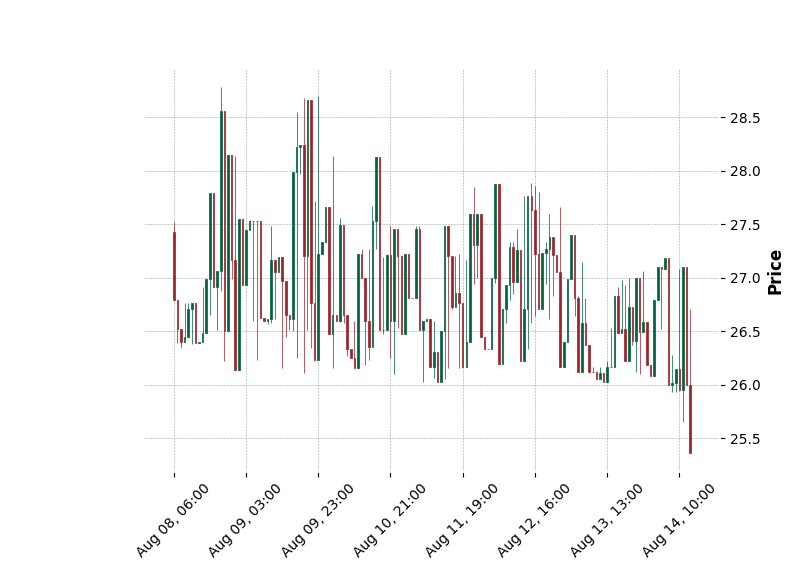 28.5
28.0
27.5
27.0
26.5
26.0
25.5
Price
Aug 08, 06:00
Aug 09, 03:00
Aug 09, 23:00
Aug 10, 21:00
Aug 11, 19:00
Aug 12, 16:00
Aug 13, 13:00
Aug 14, 10:00